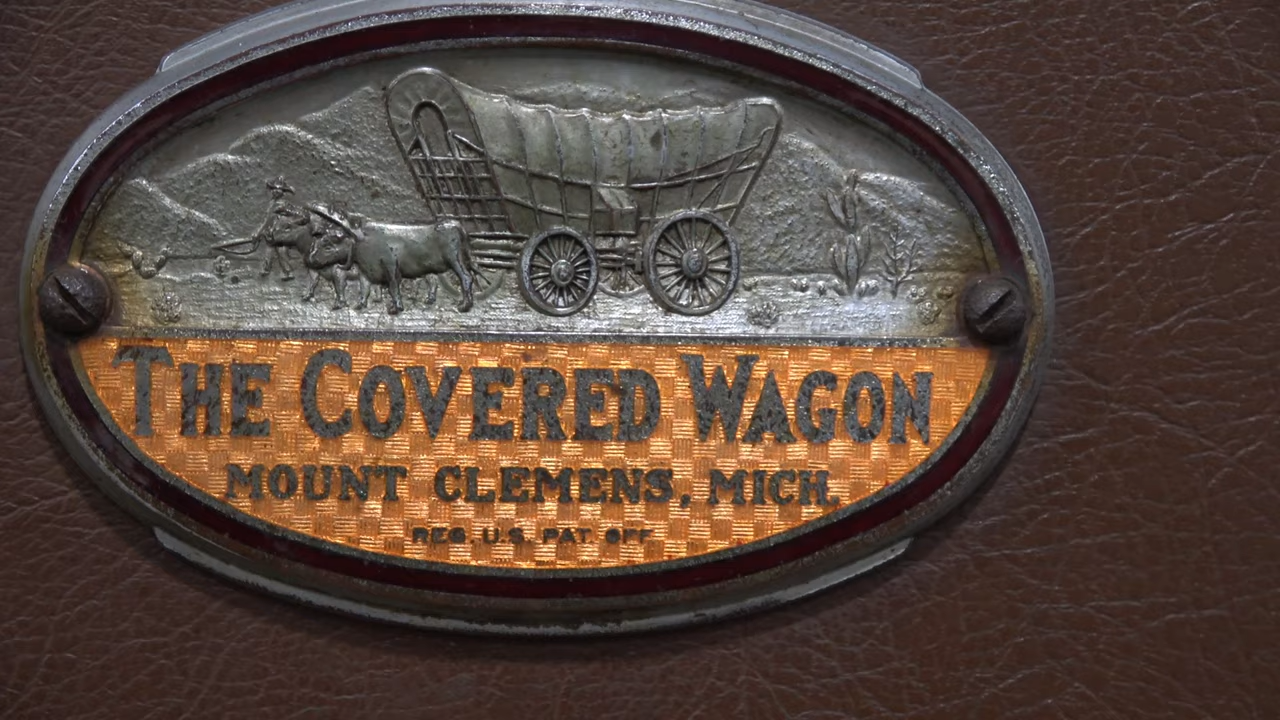 THE COVERED WAGON
MOUNT CLEMENS, MICH.
REG. U.S. PAT. OFF